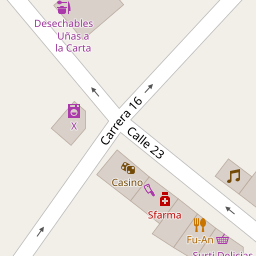 Desechables
Uñas a
la Carta
X
Carrera 16
Calle 23
Casino
Sfarma
Fu-An
Surti Delicias